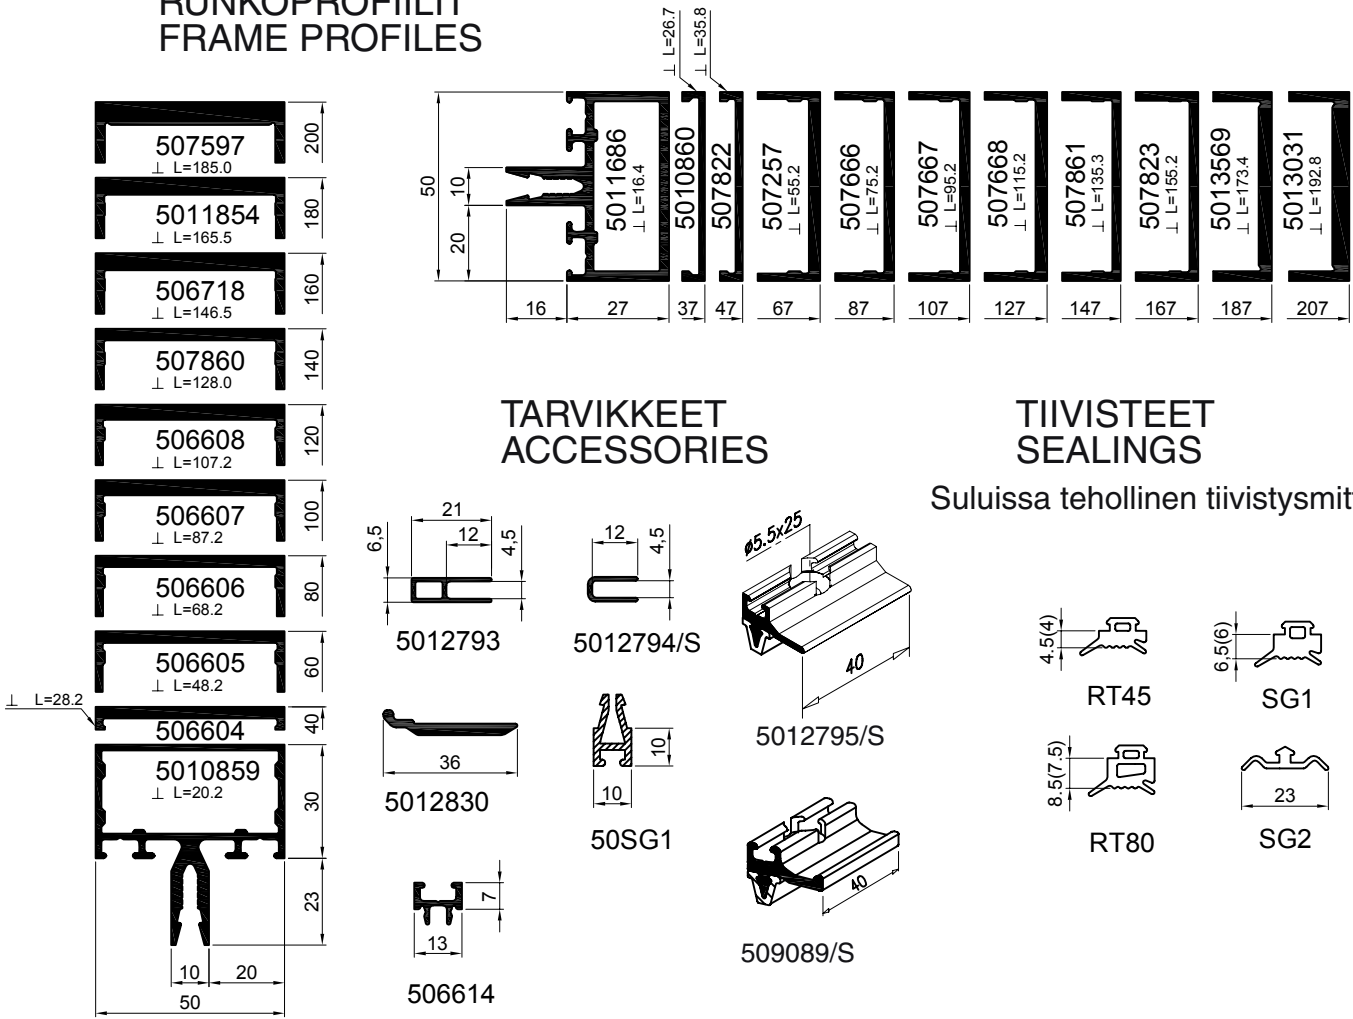 RUNKOPROFIILIT
FRAME PROFILES
507597
⊥ L=185.0
200
5011854
⊥ L=165.5
180
506718
⊥ L=146.5
160
507860
⊥ L=128.0
140
506608
⊥ L=107.2
120
506607
⊥ L=87.2
100
506606
⊥ L=68.2
80
506605
⊥ L=48.2
60
⊥ L=28.2
506604
40
5010859
⊥ L=20.2
30
23
10
20
50
⊥ L=26.7
⊥ L=35.8
50
10
20
5011686
⊥ L=16.4
5010860
507822
507257
⊥ L=55.2
507666
⊥ L=75.2
507667
⊥ L=95.2
507668
⊥ L=115.2
507861
⊥ L=135.3
507823
⊥ L=155.2
5013569
⊥ L=173.4
5013031
⊥ L=192.8
16
27
37
47
67
87
107
127
147
167
187
207
TARVIKKEET
ACCESSORIES
21
12
6,5
4,5
5012793
12
4,5
5012794/S
ø5.5x25
40
5012795/S
36
5012830
10
10
50SG1
7
13
506614
40
509089/S
TIIVISTEET
SEALINGS
Suluissa tehollinen tiivistysmit
4.5(4)
RT45
6,5(6)
SG1
8.5(7.5)
RT80
23
SG2